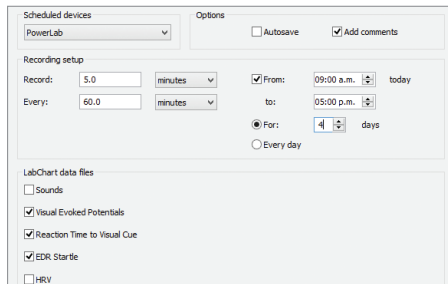 Scheduled devices
Options
PowerLab
Autosave
Add comments
Recording setup
Record: 5.0 minutes From: 09:00 a.m. today
Every: 60.0 minutes to: 05:00 p.m.
For: 4 days
Every day
LabChart data files
Sounds
Visual Evoked Potentials
Reaction Time to Visual Cue
EDR Startle
HRV